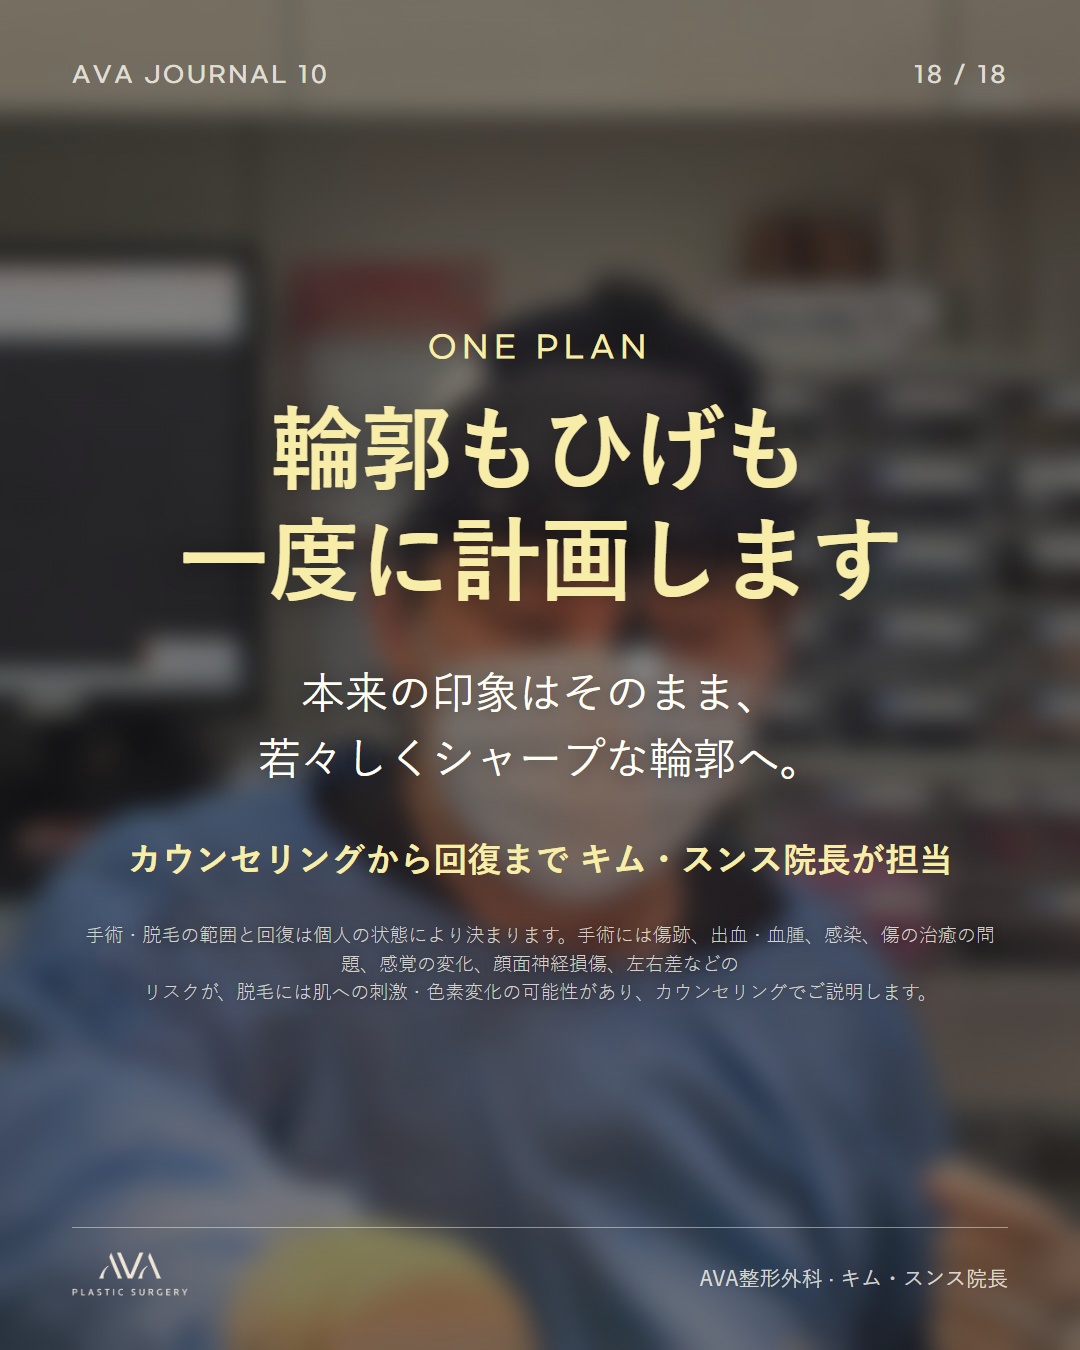 AVA JOURNAL 10
18 / 18
ONE PLAN
輪郭もひげも
一度に計画します
本来の印象はそのまま、
若々しくシャープな輪郭へ。
カウンセリングから回復まで キム・スンス院長が担当
手術・脱毛の範囲と回復は個人の状態により決まります。手術には傷跡、出血・血腫、感染、傷の治癒の問
題、感覚の変化、顔面神経損傷、左右差などの
リスクが、脱毛には肌への刺激・色素変化の可能性があり、カウンセリングでご説明します。
AVA
PLASTIC SURGERY
AVA整形外科 · キム・スンス院長